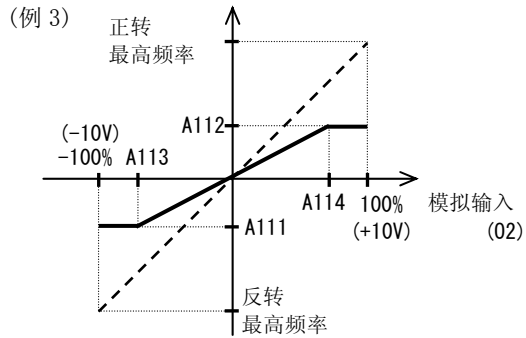 (例 3)
正转
最高频率
A112
(-10V)
-100%
A113
A114
100%
(+10V)
模拟输入
(02)
A111
反转
最高频率